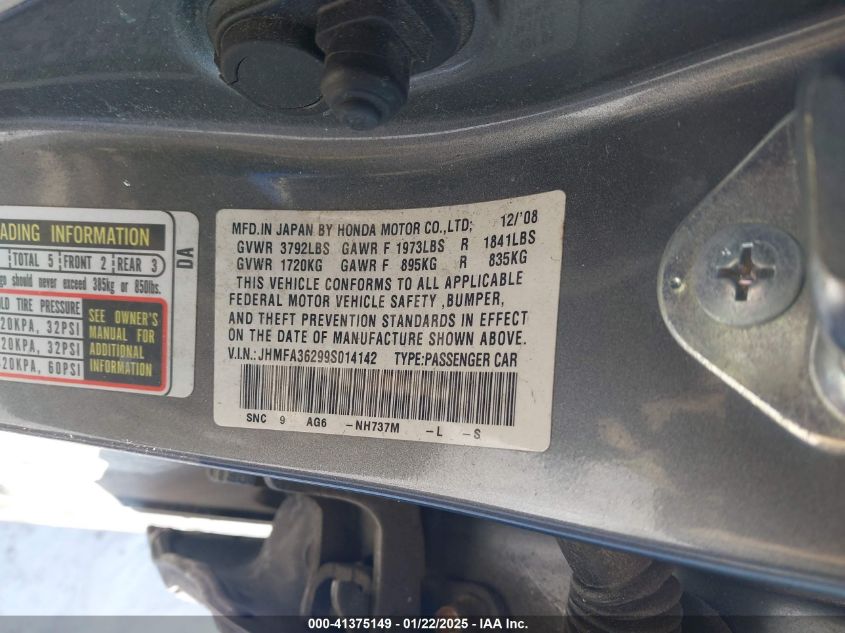 ADING INFORMATION
TOTAL 5 FRONT 2 REAR 3
go should never exceed 385kg or 850lbs.
LD TIRE PRESSURE
20KPA, 32PSI
20KPA, 32PSI
20KPA, 60PSI
SEE OWNER'S
MANUAL FOR
ADDITIONAL
INFORMATION
DA
MFD.IN JAPAN BY HONDA MOTOR CO.,LTD; 12/'08
GVWR 3792LBS GAWR F 1973LBS R 1841LBS
GVWR 1720KG GAWR F 895KG R 835KG
THIS VEHICLE CONFORMS TO ALL APPLICABLE
FEDERAL MOTOR VEHICLE SAFETY ,BUMPER,
AND THEFT PREVENTION STANDARDS IN EFFECT
ON THE DATE OF MANUFACTURE SHOWN ABOVE.
V.I.N.: JHMFA36299S014142 TYPE:PASSENGER CAR
SNC 9 AG6 -NH737M -L -S
000-41375149 - 01/22/2025 - IAA Inc.